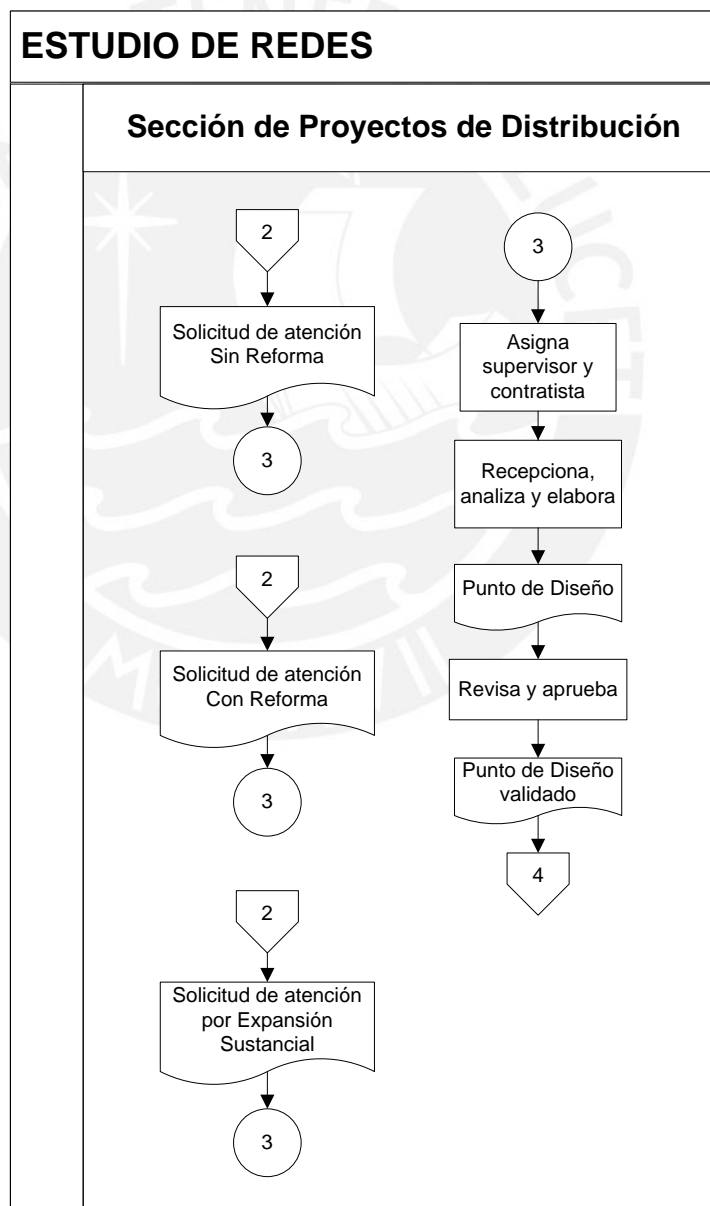 ESTUDIO DE REDES
Sección de Proyectos de Distribución
2
Solicitud de atención
Sin Reforma
3
2
Solicitud de atención
Con Reforma
3
2
Solicitud de atención
por Expansión
Sustancial
3
3
Asigna
supervisor y
contratista
Recepciona,
analiza y elabora
Punto de Diseño
Revisa y aprueba
Punto de Diseño
validado
4